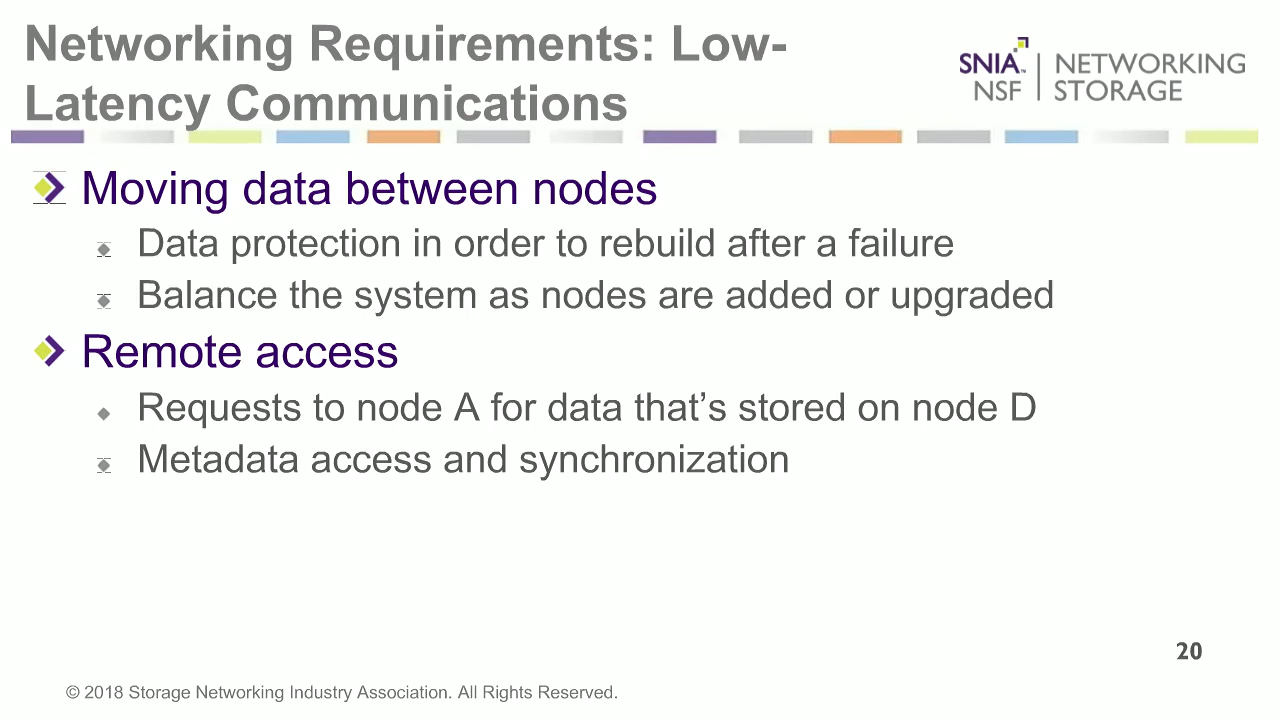 Networking Requirements: Low-
Latency Communications
SNIA™ NSF | NETWORKING STORAGE
Moving data between nodes
Data protection in order to rebuild after a failure
Balance the system as nodes are added or upgraded
Remote access
Requests to node A for data that’s stored on node D
Metadata access and synchronization
20
© 2018 Storage Networking Industry Association. All Rights Reserved.